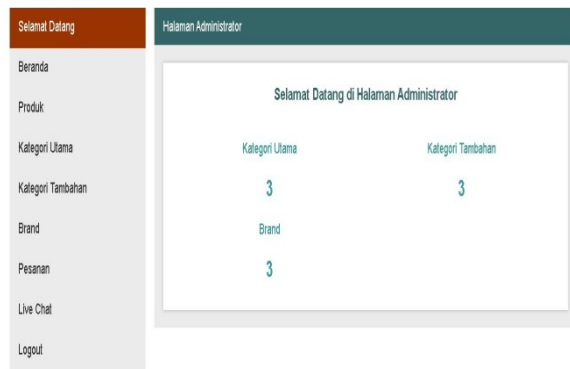 Selamat Datang
Beranda
Produk
Kategori Utama
Kategori Tambahan
Brand
Pesanan
Live Chat
Logout
Halaman Administrator
Selamat Datang di Halaman Administrator
Kategori Utama
Kategori Tambahan
3
3
Brand
3